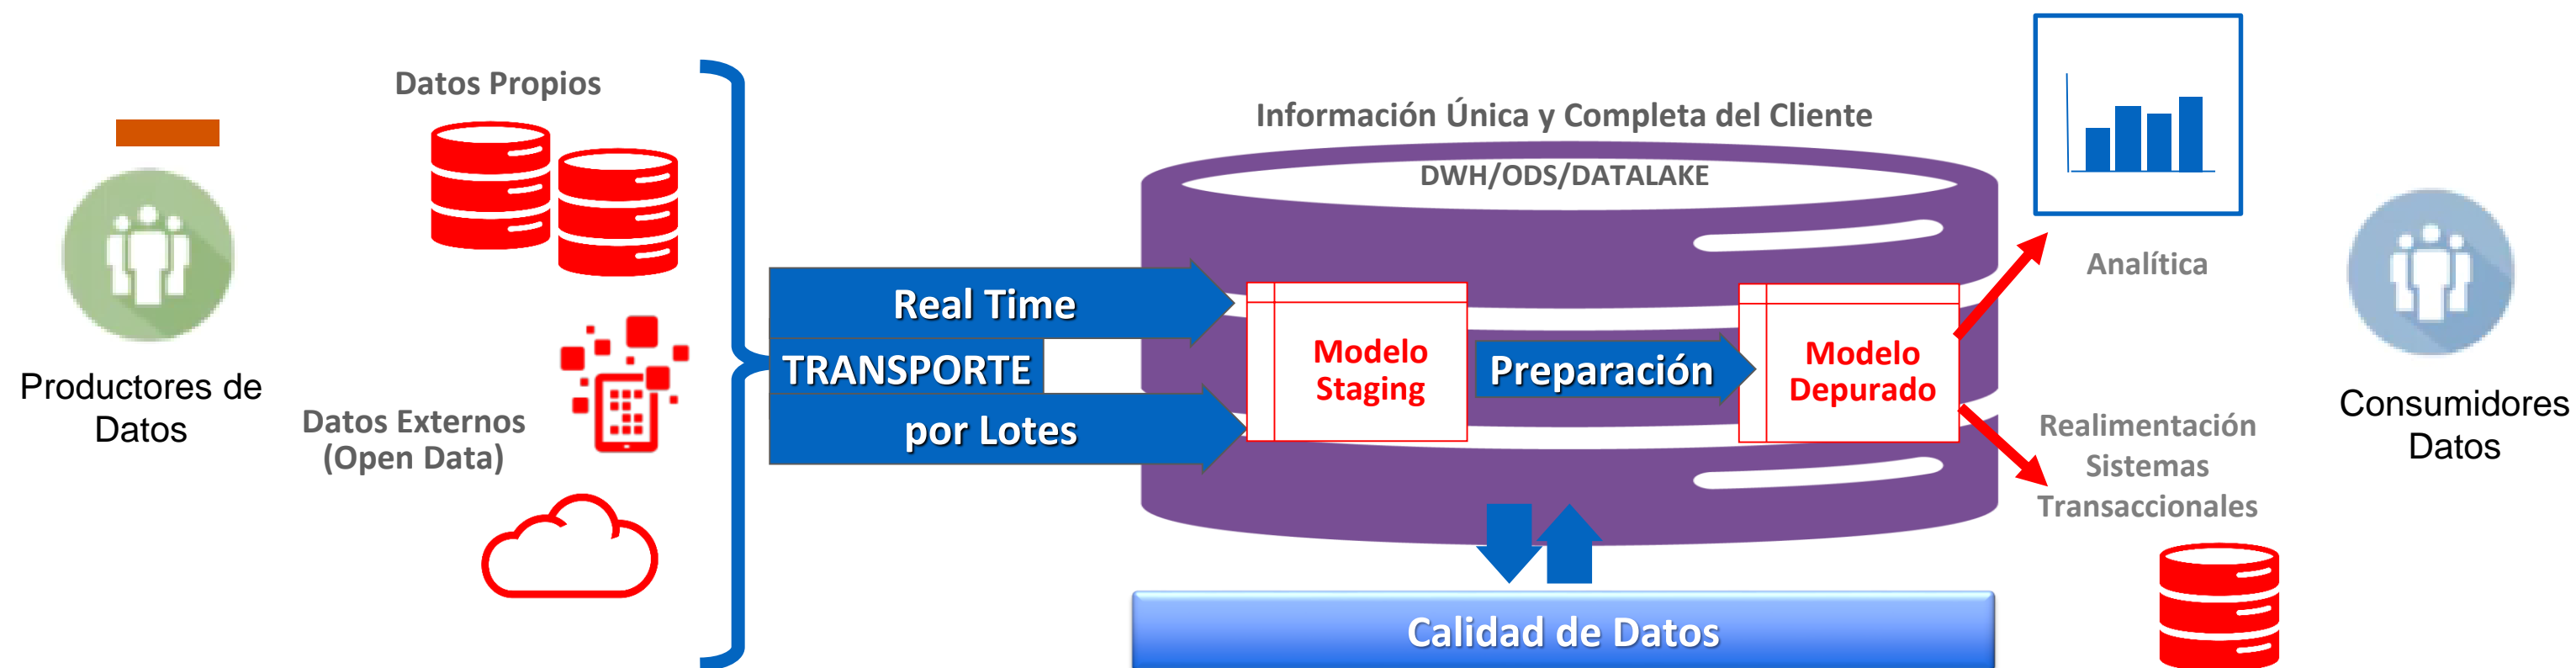 Productores de
Datos
Datos Propios
Datos Externos
(Open Data)
Real Time
TRANSPORTE
por Lotes
Información Única y Completa del Cliente
DWH/ODS/DATALAKE
Modelo
Staging
Preparación
Modelo
Depurado
Calidad de Datos
Analítica
Realimentación
Sistemas
Transaccionales
Consumidores
Datos